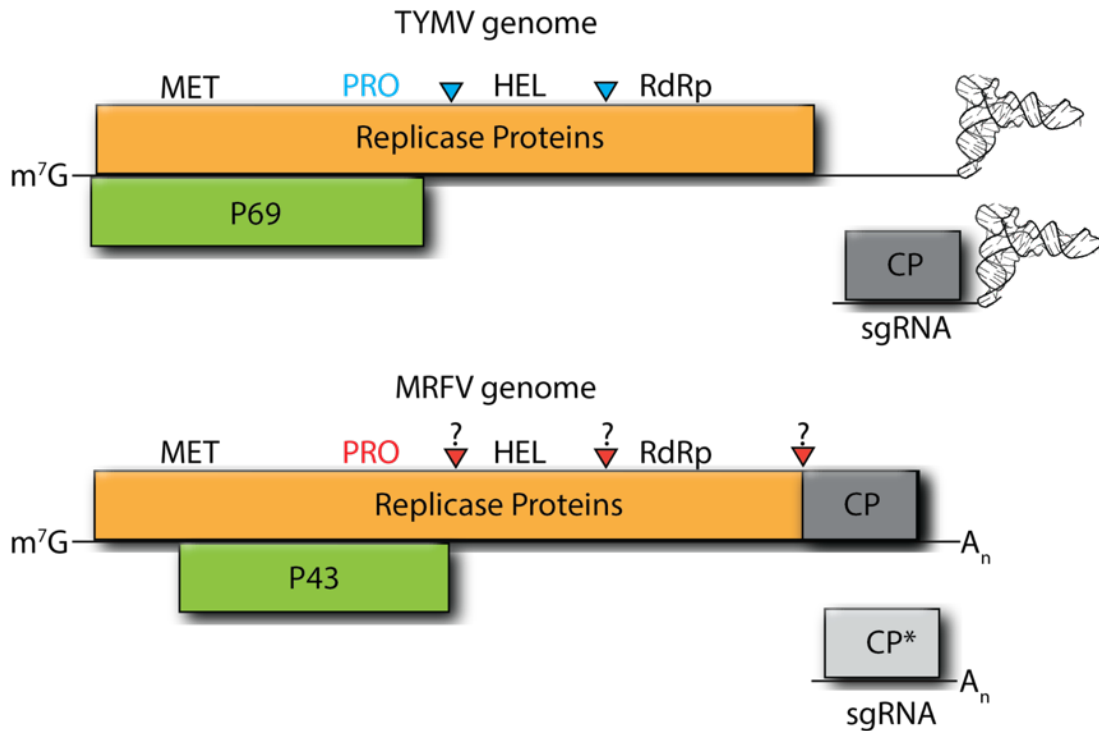 TYMV genome
MET PRO HEL RdRp
Replicase Proteins
m⁷G
P69
CP
sgRNA
MRFV genome
? ? ?
MET PRO HEL RdRp
Replicase Proteins CP
m⁷G Aₙ
P43
CP*
Aₙ
sgRNA